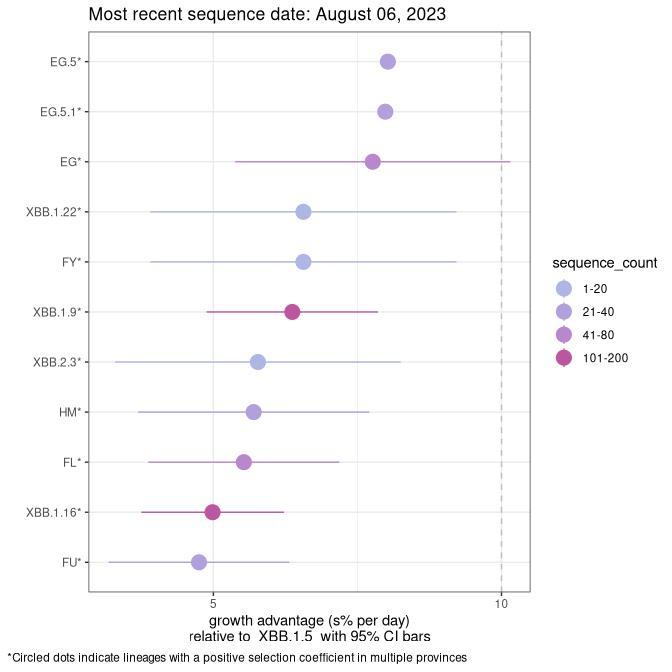 Most recent sequence date: August 06, 2023
EG.5*
EG.5.1*
EG*
XBB.1.22*
FY*
XBB.1.9*
XBB.2.3*
HM*
FL*
XBB.1.16*
FU*
sequence_count
1-20
21-40
41-80
101-200
5
10
growth advantage (s% per day)
relative to XBB.1.5 with 95% CI bars
*Circled dots indicate lineages with a positive selection coefficient in multiple provinces